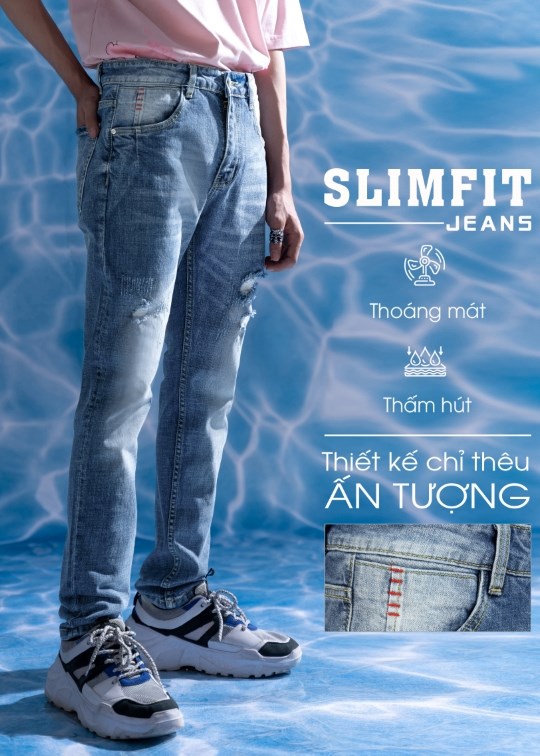 SLIMFIT
JEANS
Thoáng mát
Thấm hút
Thiết kế chỉ thêu
ẤN TƯỢNG